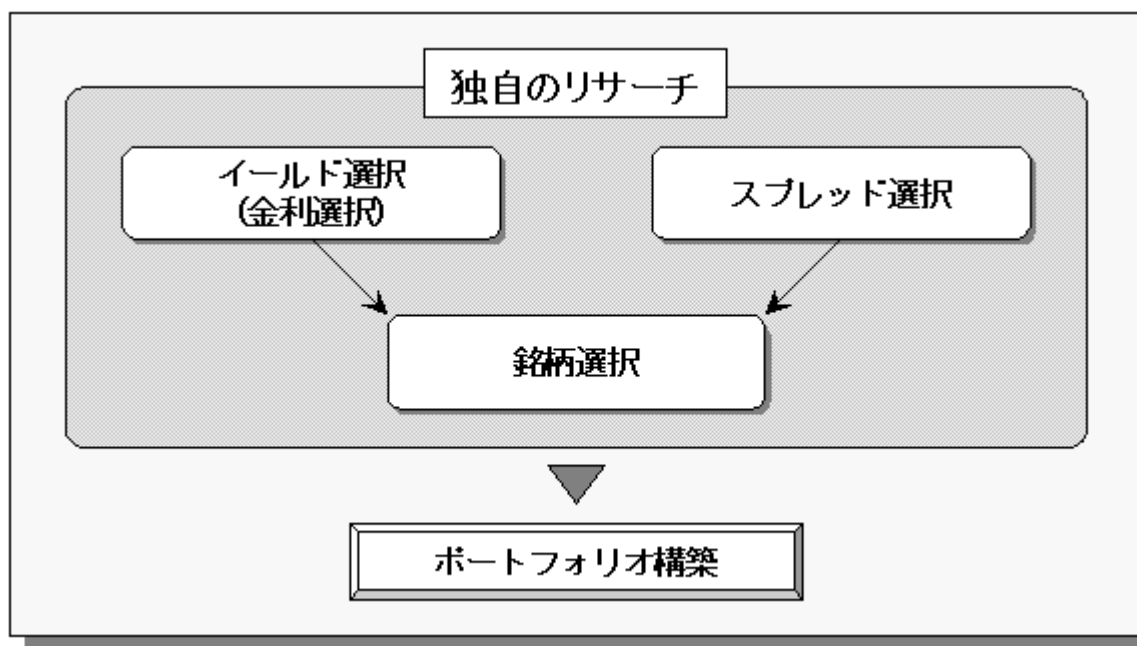 独自のリサーチ
イールド選択
(金利選択)
スプレッド選択
銘柄選択
ポートフォリオ構築